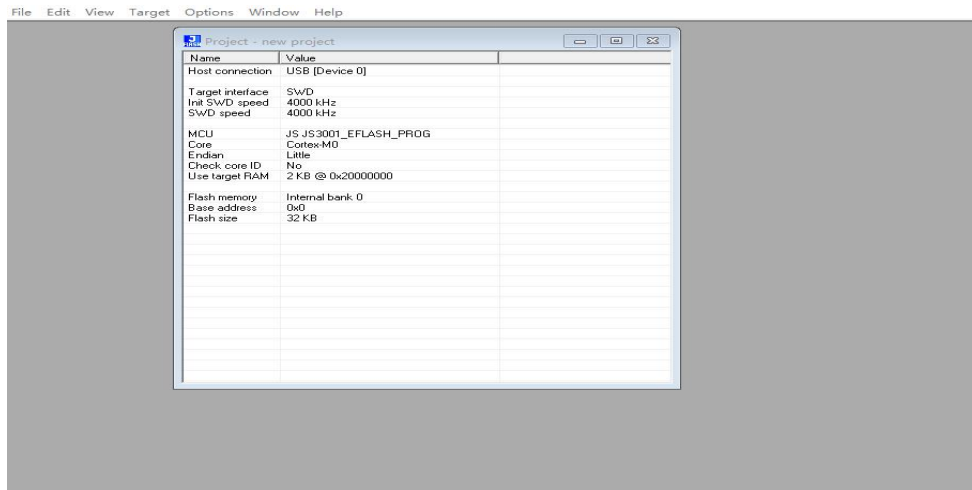 File Edit View Target Options Window Help
Project - new project
Name Value
Host connection USB [Device 0]
Target interface SWD
Init SWD speed 4000 kHz
SWD speed 4000 kHz
MCU JS JS3001_EFLASH_PROG
Core Cortex-M0
Endian Little
Check core ID No
Use target RAM 2 KB @ 0x20000000
Flash memory Internal bank 0
Base address 0x0
Flash size 32 KB